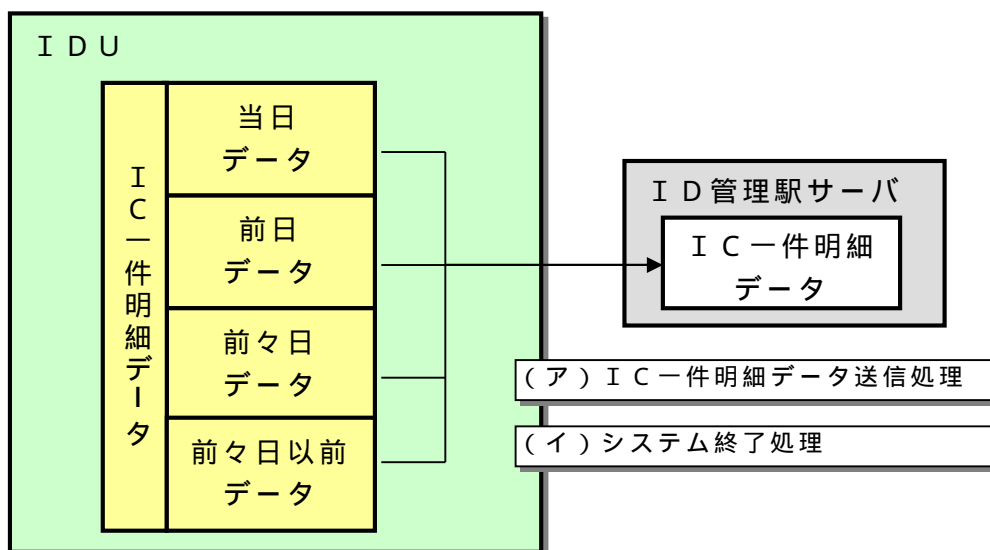 ＩＤＵ
ＩＣ一件明細データ
当日
データ
前日
データ
前々日
データ
前々日以前
データ
ＩＤ管理駅サーバ
ＩＣ一件明細
データ
（ア）ＩＣ一件明細データ送信処理
（イ）システム終了処理